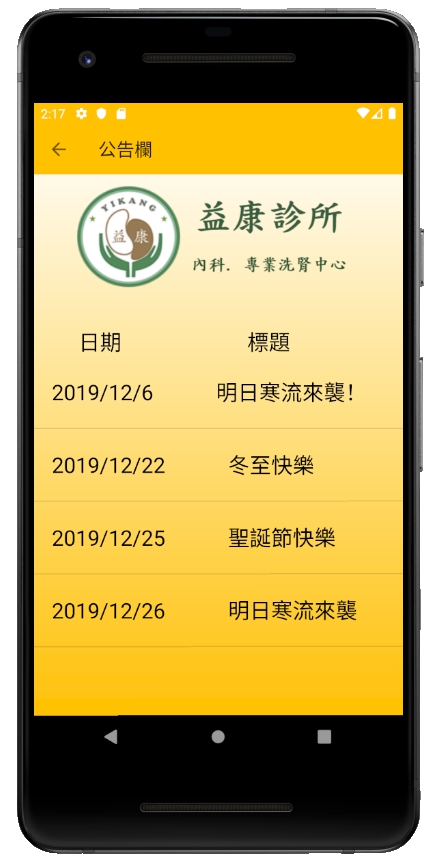 2:17
公告欄
YIKANG
益 康
益康診所
內科．專業洗腎中心
日期 標題
2019/12/6 明日寒流來襲！
2019/12/22 冬至快樂
2019/12/25 聖誕節快樂
2019/12/26 明日寒流來襲